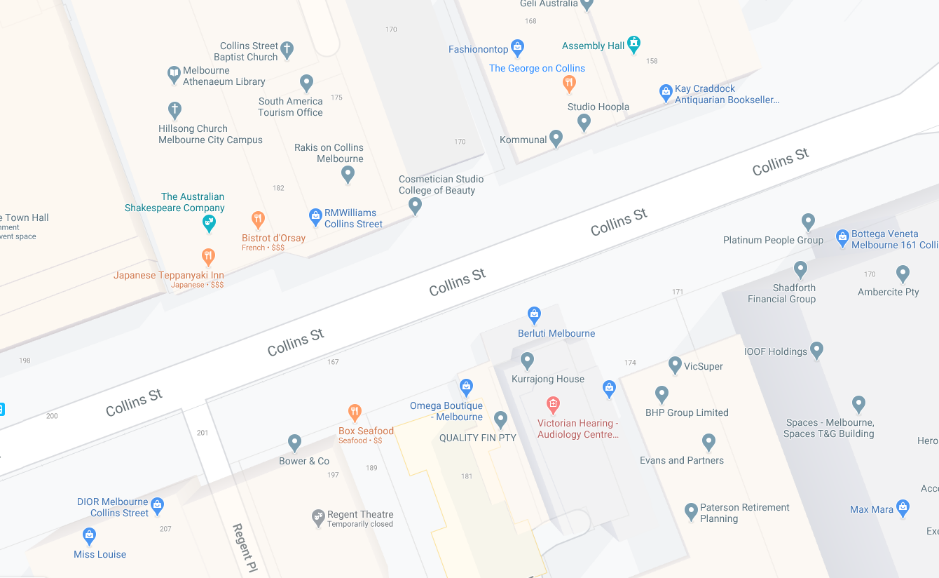 Geli Australia
168
170
Collins Street
Baptist Church
Fashionontop
Assembly Hall
158
The George on Collins
Melbourne
Athenaeum Library
South America
Tourism Office
175
Kay Craddock
Antiquarian Bookseller...
Studio Hoopla
Hillsong Church
Melbourne City Campus
Kommunal
170
Rakis on Collins
Melbourne
Collins St
182
Cosmetician Studio
College of Beauty
The Australian
Shakespeare Company
RMWilliams
Collins Street
e Town Hall
nment
vent space
Bistrot d'Orsay
French • $$$
Collins St
Platinum People Group
Bottega Veneta
Melbourne 161 Colli
Japanese Teppanyaki Inn
Japanese • $$$
Collins St
171
Shadforth
Financial Group
170
Ambercite Pty
Berluti Melbourne
Collins St
198
167
174
IOOF Holdings
VicSuper
Kurrajong House
Collins St
200
Omega Boutique
- Melbourne
BHP Group Limited
201
Box Seafood
Seafood • $$
Victorian Hearing -
Audiology Centre...
Spaces - Melbourne,
Spaces T&G Building
QUALITY FIN PTY
Hero
Bower & Co
189
197
181
Evans and Partners
Acc
DIOR Melbourne
Collins Street
Regent Theatre
Temporarily closed
Paterson Retirement
Planning
Max Mara
207
Regent Pl
Exe
Miss Louise